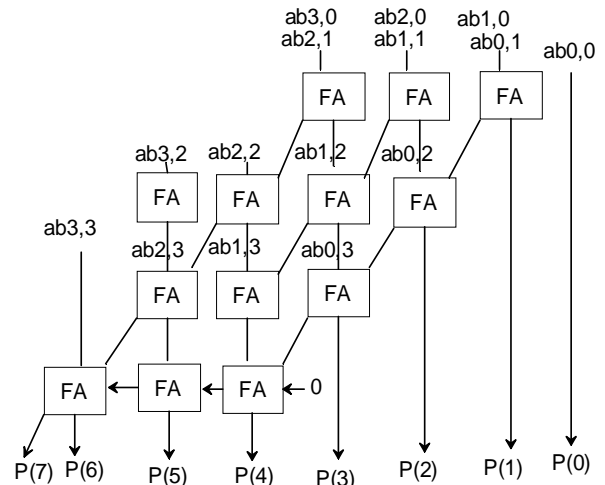 ab3,0 ab2,0 ab1,0
ab2,1 ab1,1 ab0,1 ab0,0
FA FA FA
ab3,2 ab2,2 ab1,2 ab0,2
FA FA FA FA
ab3,3 ab2,3 ab1,3 ab0,3
FA FA FA
FA FA FA 0
P(7) P(6) P(5) P(4) P(3) P(2) P(1) P(0)